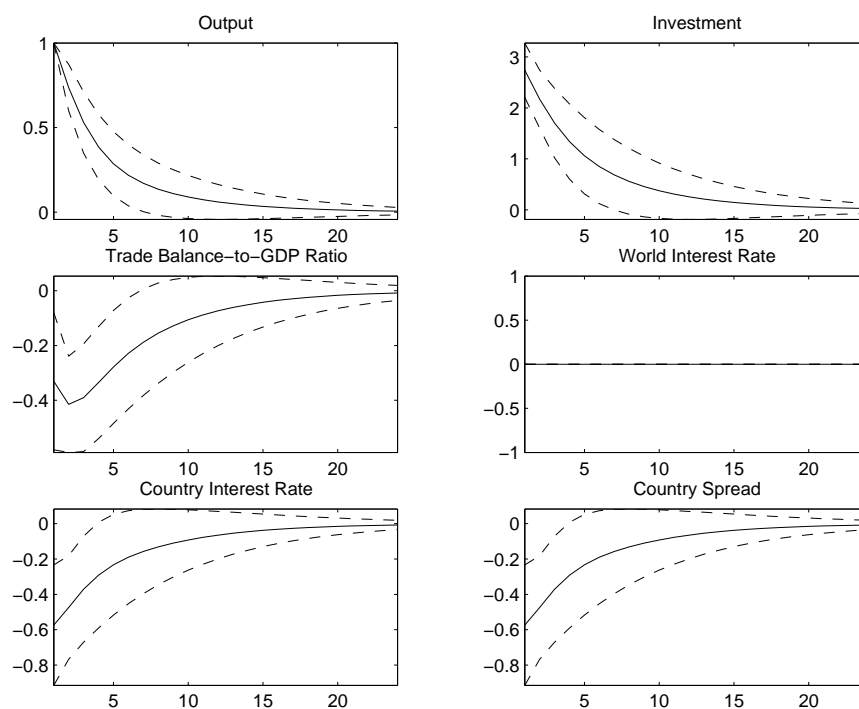 Output
1
0.5
0
5 10 15 20
Investment
3
2
1
0
5 10 15 20
Trade Balance−to−GDP Ratio
0
−0.2
−0.4
5 10 15 20
World Interest Rate
1
0.5
0
−0.5
−1
5 10 15 20
Country Interest Rate
0
−0.2
−0.4
−0.6
−0.8
5 10 15 20
Country Spread
0
−0.2
−0.4
−0.6
−0.8
5 10 15 20